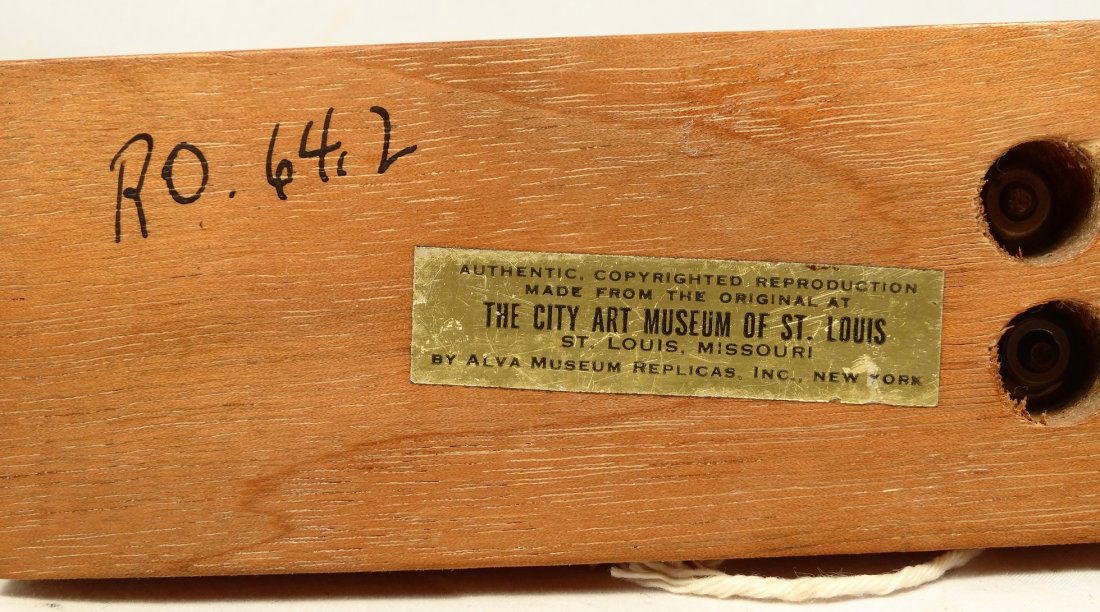 RO. 64.2
AUTHENTIC, COPYRIGHTED REPRODUCTION
MADE FROM THE ORIGINAL AT
THE CITY ART MUSEUM OF ST. LOUIS
ST. LOUIS, MISSOURI
BY ALVA MUSEUM REPLICAS, INC., NEW YORK